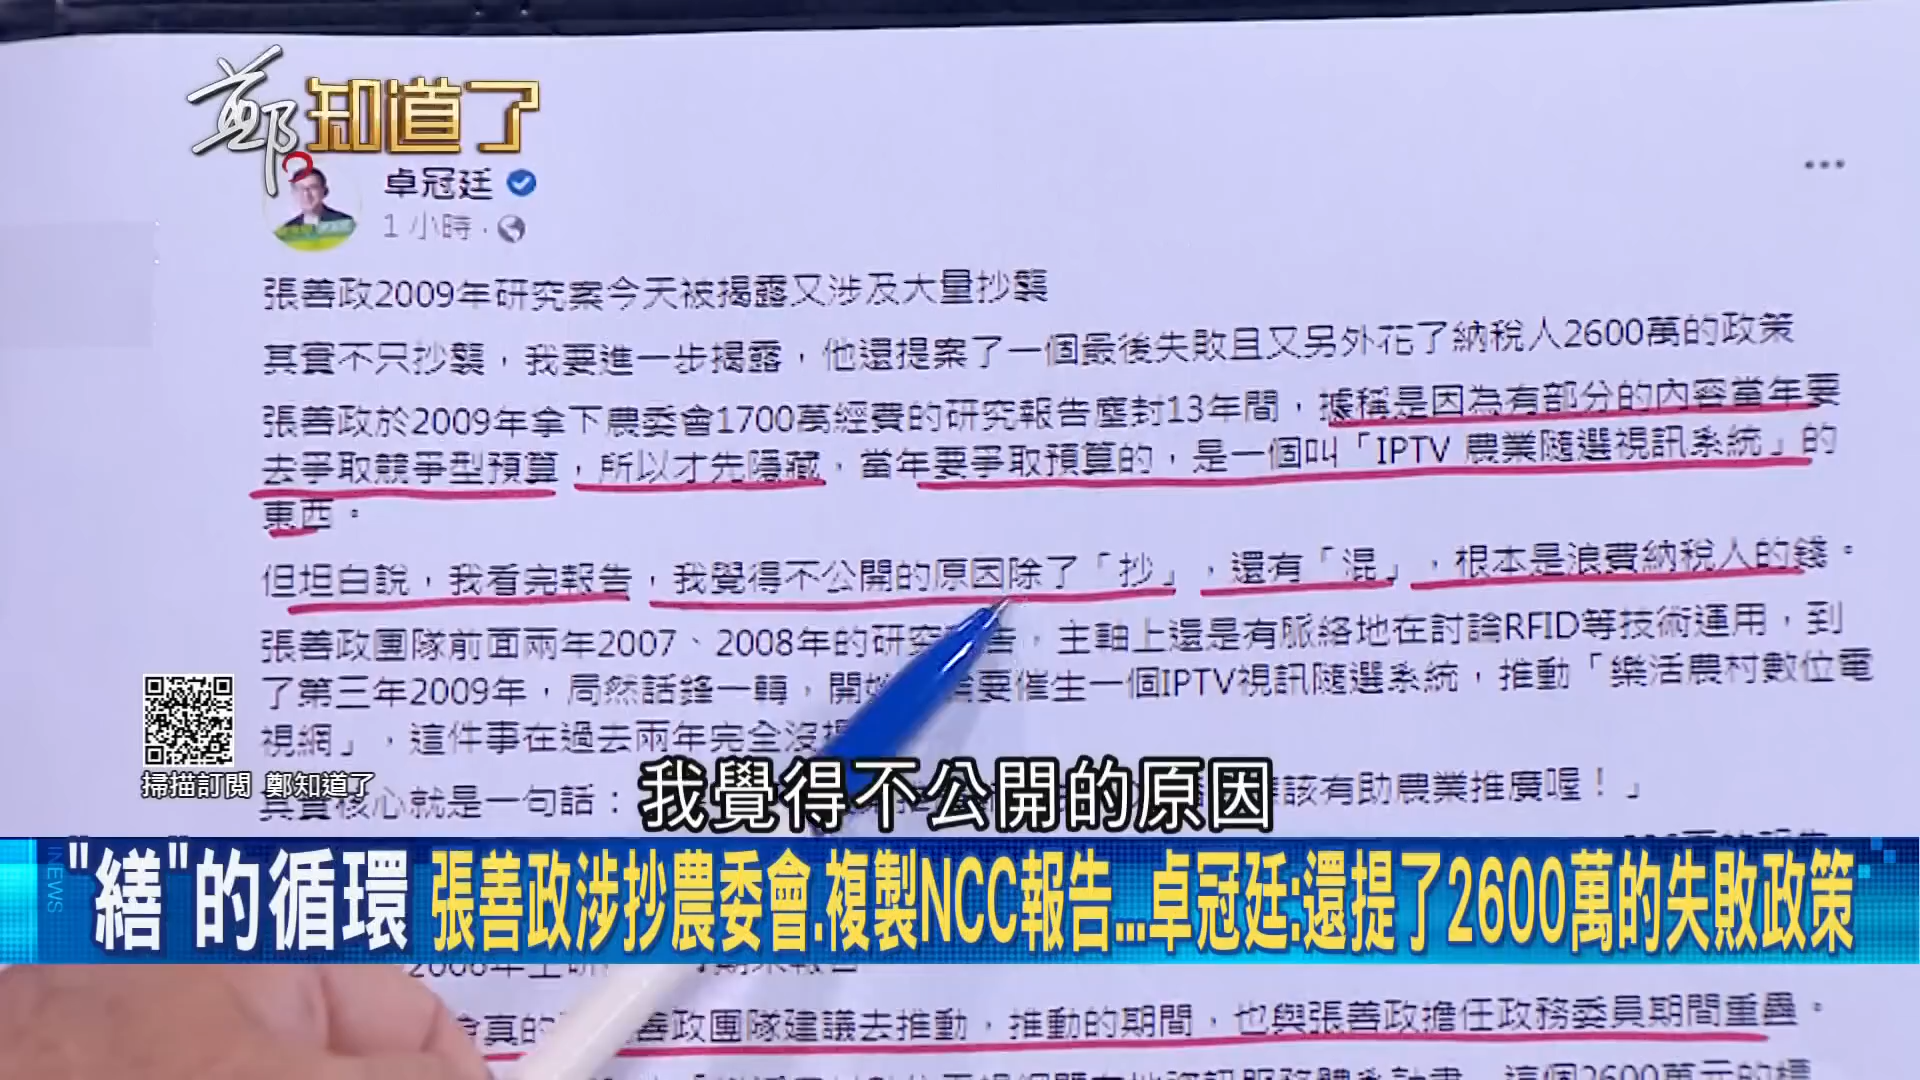 鄭知道了
卓冠廷
1 小時·
張善政2009年研究案今天被揭露又涉及大量抄襲
其實不只抄襲，我要進一步揭露，他還提案了一個最後失敗且又另外花了納稅人2600萬的政策
張善政於2009年拿下農委會1700萬經費的研究報告塵封13年間，據稱是因為有部分的內容當年要
去爭取競爭型預算，所以才先隱藏，當年要爭取預算的，是一個叫「IPTV 農業隨選視訊系統」的
東西。
但坦白說，我看完報告，我覺得不公開的原因除了「抄」，還有「混」，根本是浪費納稅人的錢。
張善政團隊前面兩年2007、2008年的研究 告，主軸上還是有脈絡地在討論RFID等技術運用，到
了第三年2009年，局然話鋒一轉，開始 要催生一個IPTV視訊隨選系統，推動「樂活農村數位電
視網」，這件事在過去兩年完全沒
其實核心就是一句話： 該有助農業推廣喔！」
掃描訂閱 鄭知道了
我覺得不公開的原因
NEWS
"繕"的循環 張善政涉抄農委會.複製NCC報告...卓冠廷:還提了2600萬的失敗政策
真的 善政團隊建議去推動，推動的期間，也與張善政擔任政務委員期間重疊。